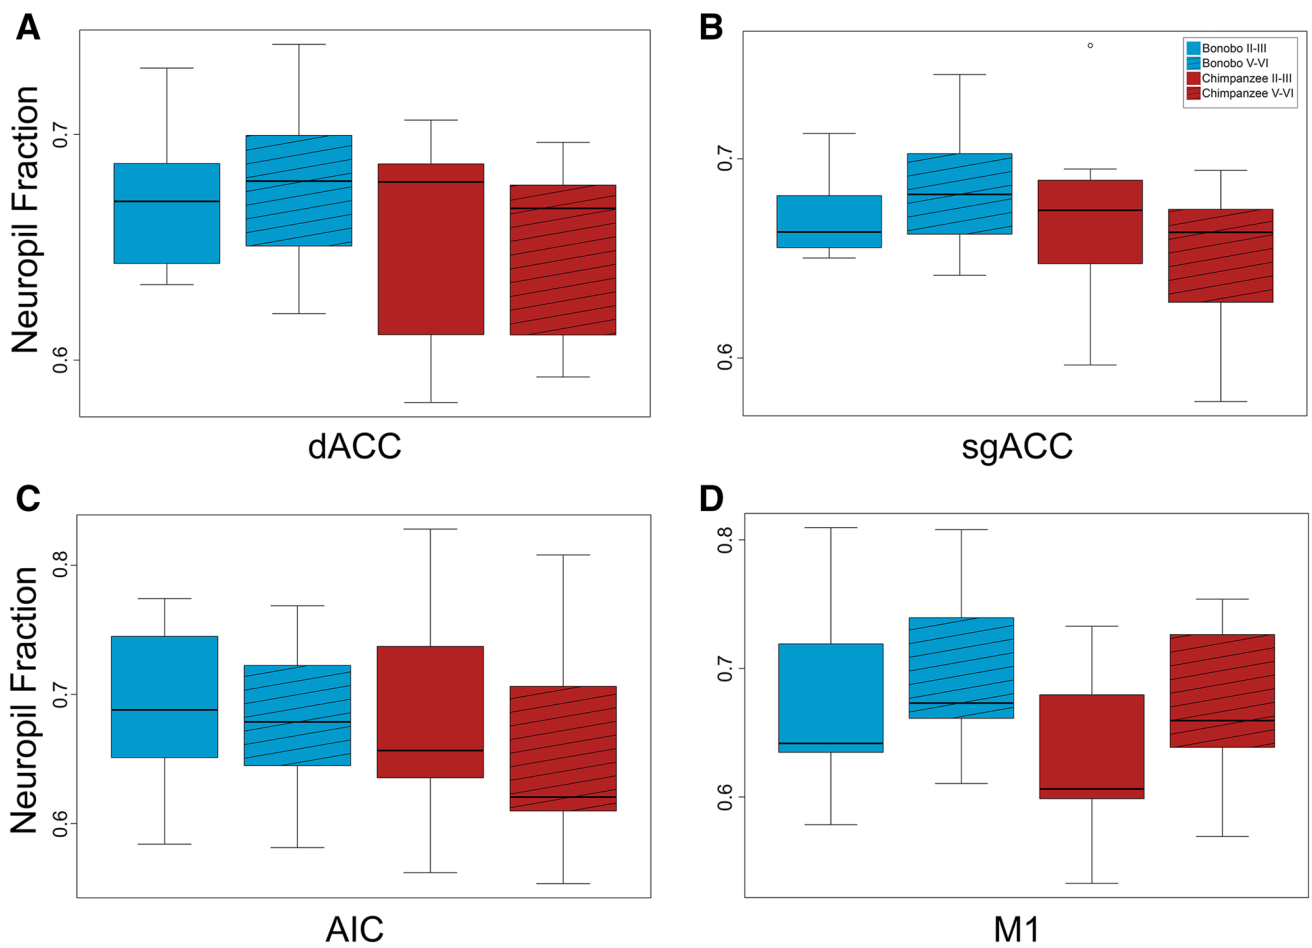 A
Neuropil Fraction
0.7
0.6
dACC
B
0.7
0.6
Bonobo II-III
Bonobo V-VI
Chimpanzee II-III
Chimpanzee V-VI
sgACC
C
Neuropil Fraction
0.8
0.7
0.6
AIC
D
0.8
0.7
0.6
M1